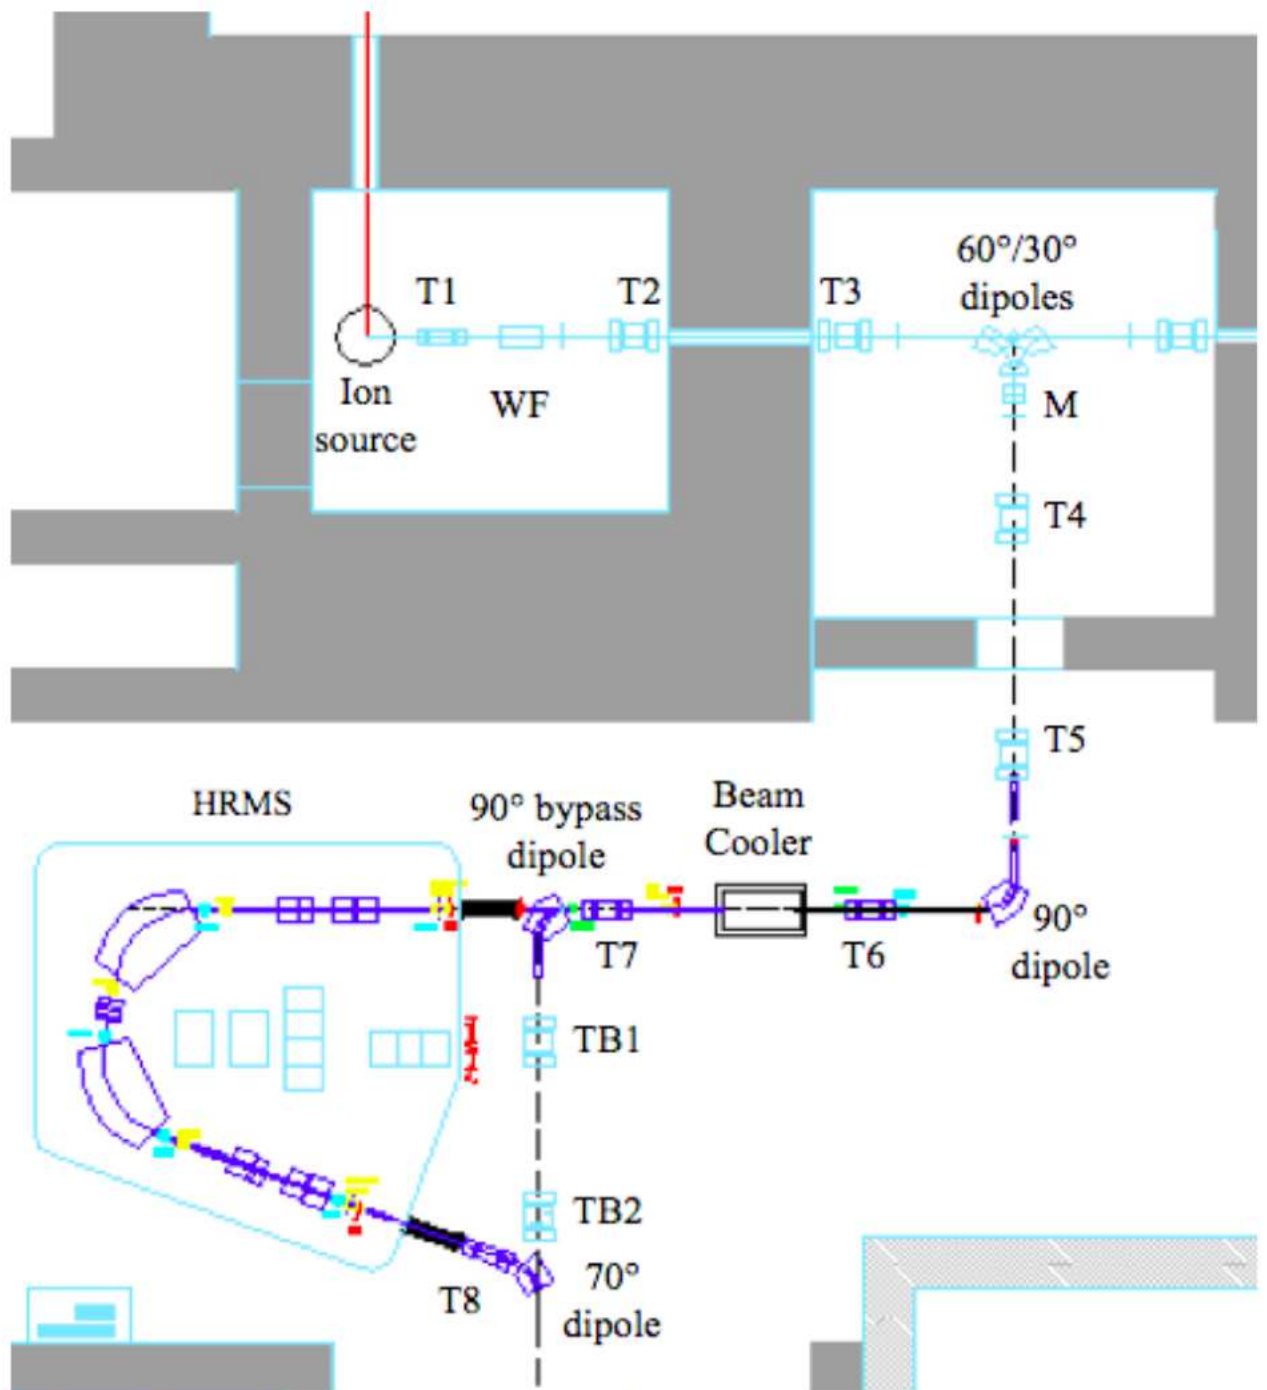 60°/30°
dipoles
T1
T2
T3
Ion
source
WF
M
T4
T5
HRMS
90° bypass
dipole
Beam
Cooler
T7
T6
90°
dipole
TB1
TB2
T8
70°
dipole